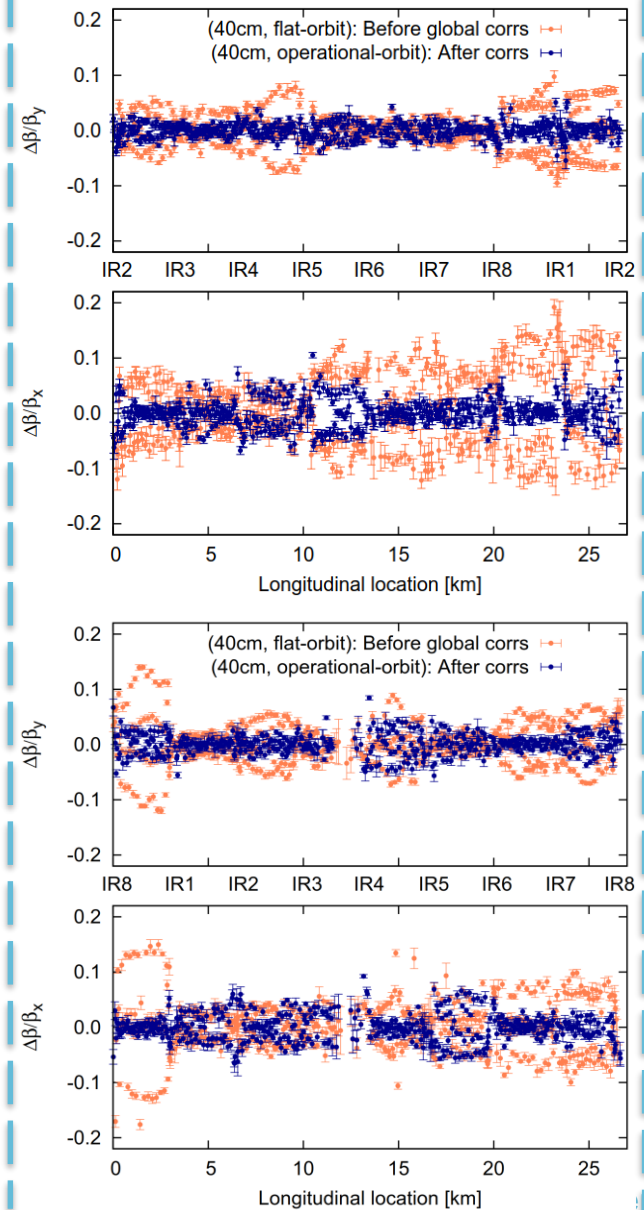 0.2
(40cm, flat-orbit): Before global corrs
(40cm, operational-orbit): After corrs
0.1
Δβ/βy
0.0
-0.1
-0.2
IR2 IR3 IR4 IR5 IR6 IR7 IR8 IR1 IR2
0.2
0.1
Δβ/βx
0.0
-0.1
-0.2
0 5 10 15 20 25
Longitudinal location [km]
0.2
(40cm, flat-orbit): Before global corrs
(40cm, operational-orbit): After corrs
0.1
Δβ/βy
0.0
-0.1
-0.2
IR8 IR1 IR2 IR3 IR4 IR5 IR6 IR7 IR8
0.2
0.1
Δβ/βx
0.0
-0.1
-0.2
0 5 10 15 20 25
Longitudinal location [km]